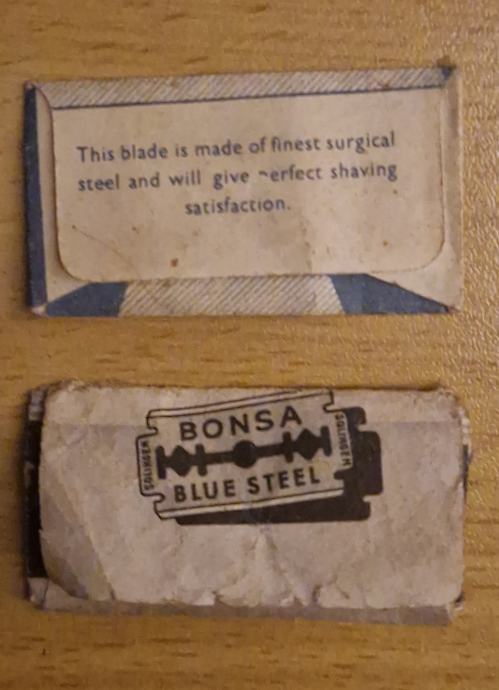 This blade is made of finest surgical
steel and will give perfect shaving
satisfaction.
BONSA
SOLINGEN
SOLINGEN
BLUE STEEL